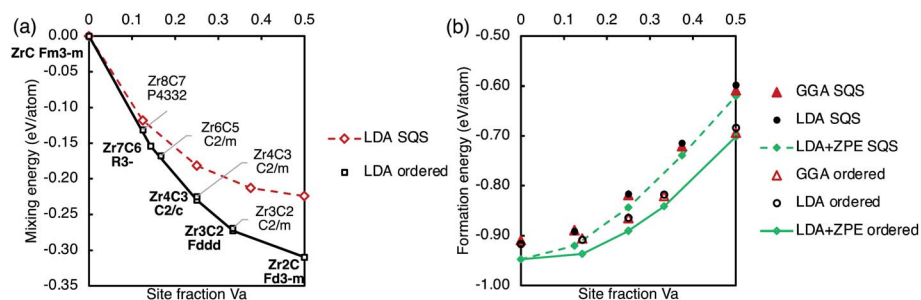 (a)
0 0.1 0.2 0.3 0.4 0.5
0.00
-0.05
-0.10
-0.15
-0.20
-0.25
-0.30
-0.35
Mixing energy (eV/atom)
ZrC Fm3-m
Zr8C7
P4332
Zr7C6
R3-
Zr6C5
C2/m
Zr4C3
C2/m
Zr4C3
C2/c
Zr3C2
C2/m
Zr3C2
Fddd
Zr2C
Fd3-m
Site fraction Va
LDA SQS
LDA ordered
(b)
0 0.1 0.2 0.3 0.4 0.5
-0.50
-0.60
-0.70
-0.80
-0.90
-1.00
Formation energy (eV/atom)
Site fraction Va
GGA SQS
LDA SQS
LDA+ZPE SQS
GGA ordered
LDA ordered
LDA+ZPE ordered